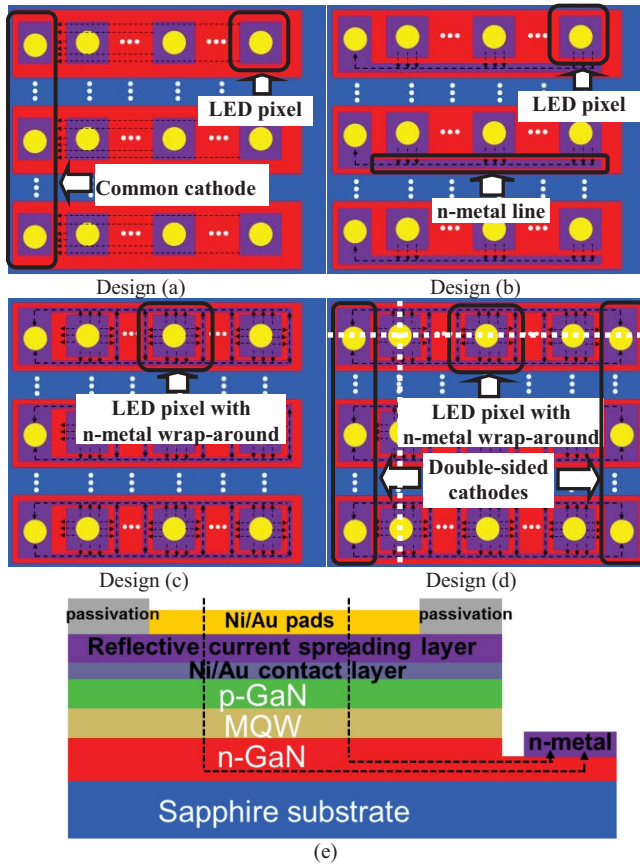 LED pixel
Common cathode
Design (a)
LED pixel
n-metal line
Design (b)
LED pixel with
n-metal wrap-around
Design (c)
LED pixel with
n-metal wrap-around
Double-sided
cathodes
Design (d)
passivation
Ni/Au pads
passivation
Reflective current spreading layer
Ni/Au contact layer
p-GaN
MQW
n-GaN
n-metal
Sapphire substrate
(e)